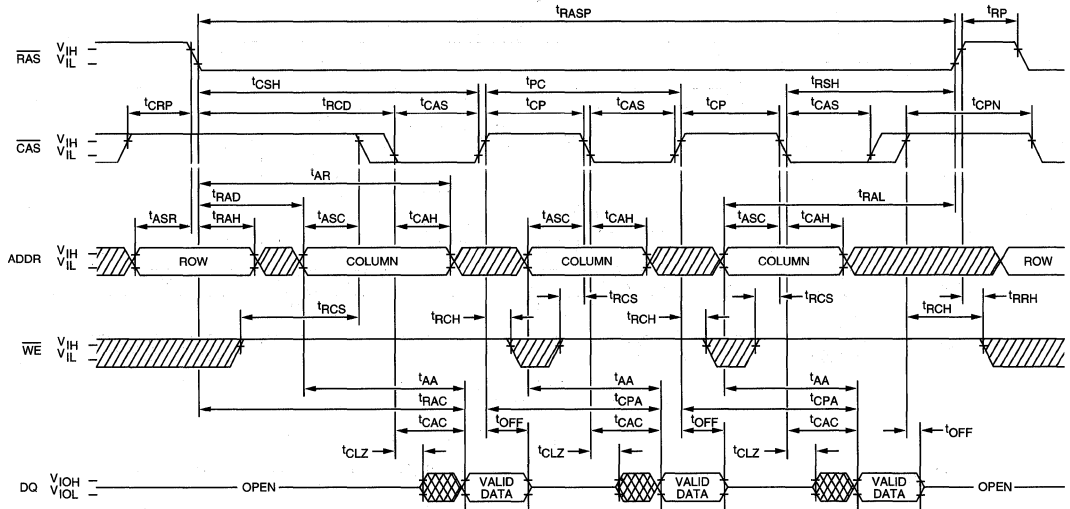 tRASP tRP
RAS VIH
VIL
tCSH tPC tRSH
tCRP tRCD tCAS tCP tCAS tCP tCAS tCPN
CAS VIH
VIL
tAR
tRAD tRAL
tASR tRAH tASC tCAH tASC tCAH tASC tCAH
ADDR VIH
VIL
ROW COLUMN COLUMN COLUMN ROW
tRCS tRCH tRCS tRCH tRCS tRCH tRRH
WE VIH
VIL
tAA tAA tAA
tRAC tCPA tCPA
tCAC tOFF tCAC tOFF tCAC tOFF
tCLZ tCLZ tCLZ
DQ VIOH
VIOL
OPEN VALID DATA VALID DATA VALID DATA OPEN